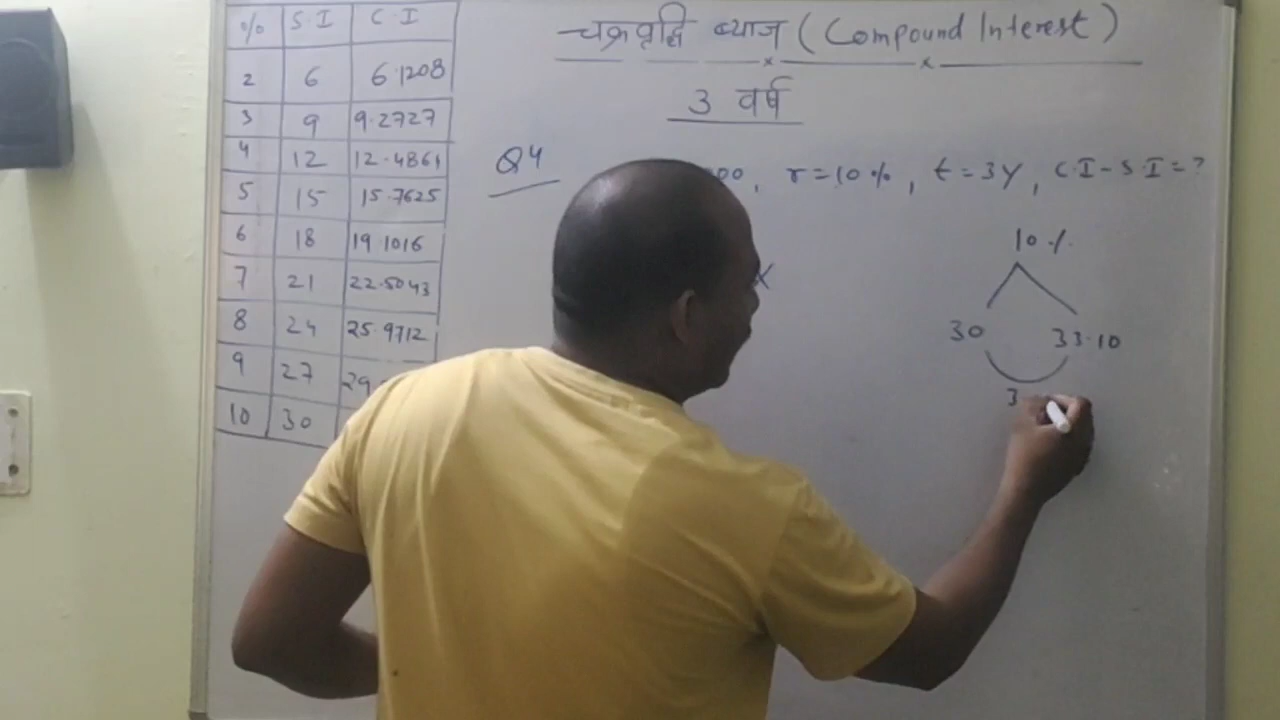 % S.I C.I
2 6 6.1208
3 9 9.2727
4 12 12.4864
5 15 15.7625
6 18 19.1016
7 21 22.5043
8 24 25.9712
9 27 29.
10 30
चक्रवृद्धि ब्याज (Compound Interest)
3 वर्ष
Q4 00, r=10%, t=3Y, C.I-S.I=?
10%
30 33.10
3